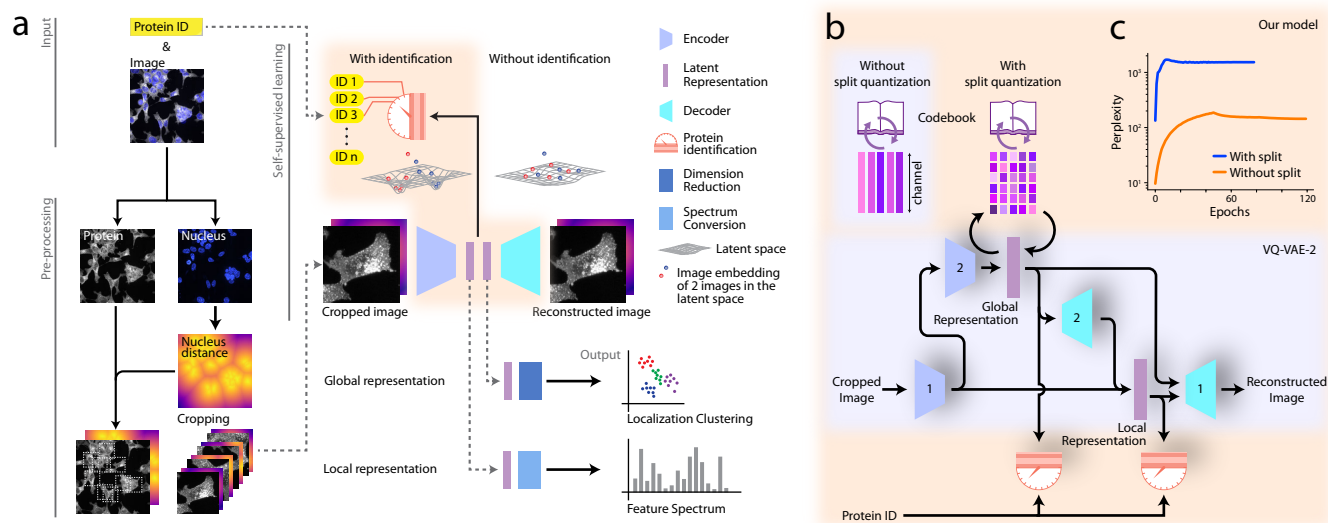 a
Input
Protein ID
&
Image
Pre-processing
Protein
Nucleus
Nucleus
distance
Cropping
Self-supervised learning
With identification
Without identification
ID 1
ID 2
ID 3
ID n
Cropped image
Reconstructed image
Encoder
Latent
Representation
Decoder
Protein
identification
Dimension
Reduction
Spectrum
Conversion
Latent space
Image embedding
of 2 images in the
latent space
Global representation
Output
Localization Clustering
Local representation
Feature Spectrum
b
Without
split quantization
With
split quantization
Codebook
channel
c
Our model
Perplexity
10³
10²
10¹
With split
Without split
0
60
120
Epochs
VQ-VAE-2
2
Global
Representation
2
Cropped
Image
1
Local
Representation
1
Reconstructed
Image
Protein ID